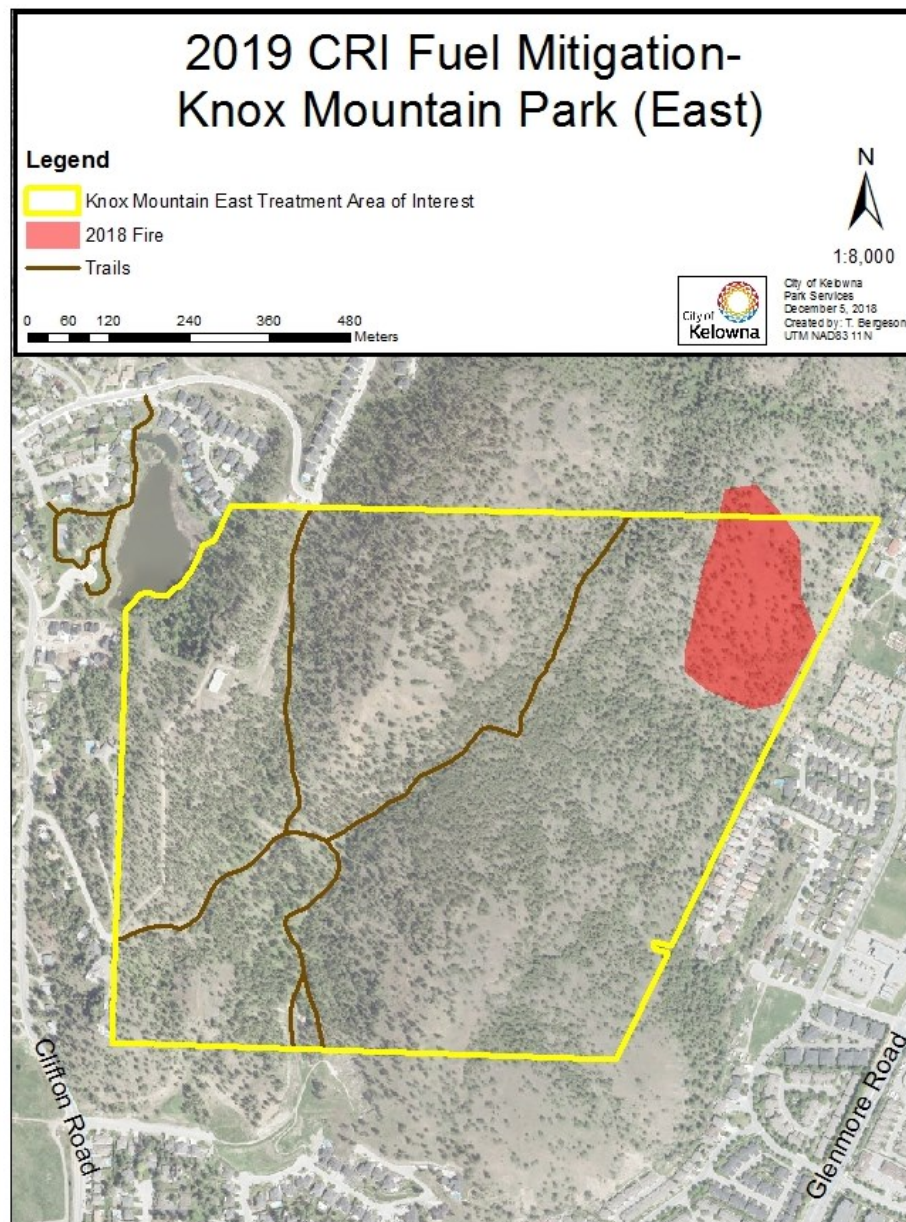 2019 CRI Fuel Mitigation-
Knox Mountain Park (East)
Legend
Knox Mountain East Treatment Area of Interest
2018 Fire
Trails
N
1:8,000
0 60 120 240 360 480
Meters
City of
Kelowna
City of Kelowna
Park Services
December 5, 2018
Created by: T. Bergeson
UTM NAD83 11N
Clifton Road
Glenmore Road